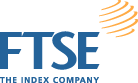 FTSE
THE INDEX COMPANY